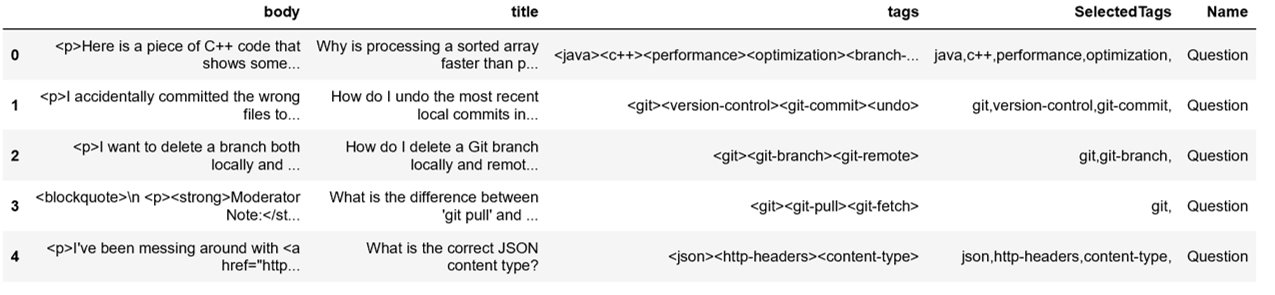 body title tags SelectedTags Name
0 <p>Here is a piece of C++ code that shows some... Why is processing a sorted array faster than p... <java><c++><performance><optimization><branch-... java,c++,performance,optimization, Question
1 <p>I accidentally committed the wrong files to... How do I undo the most recent local commits in... <git><version-control><git-commit><undo> git,version-control,git-commit, Question
2 <p>I want to delete a branch both locally and ... How do I delete a Git branch locally and remot... <git><git-branch><git-remote> git,git-branch, Question
3 <blockquote>\n <p><strong>Moderator Note:</st... What is the difference between 'git pull' and ... <git><git-pull><git-fetch> git, Question
4 <p>I've been messing around with <a href="http... What is the correct JSON content type? <json><http-headers><content-type> json,http-headers,content-type, Question